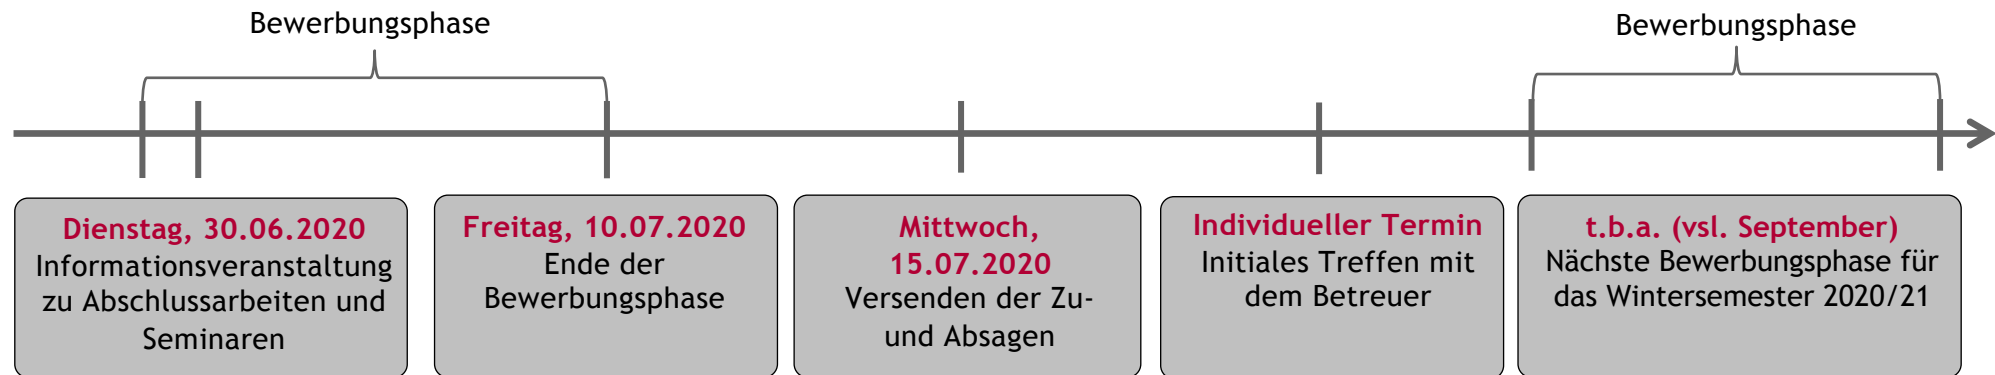 Bewerbungsphase
Bewerbungsphase
Dienstag, 30.06.2020
Informationsveranstaltung
zu Abschlussarbeiten und
Seminaren
Freitag, 10.07.2020
Ende der
Bewerbungsphase
Mittwoch,
15.07.2020
Versenden der Zu-
und Absagen
Individueller Termin
Initiales Treffen mit
dem Betreuer
t.b.a. (vsl. September)
Nächste Bewerbungsphase für
das Wintersemester 2020/21